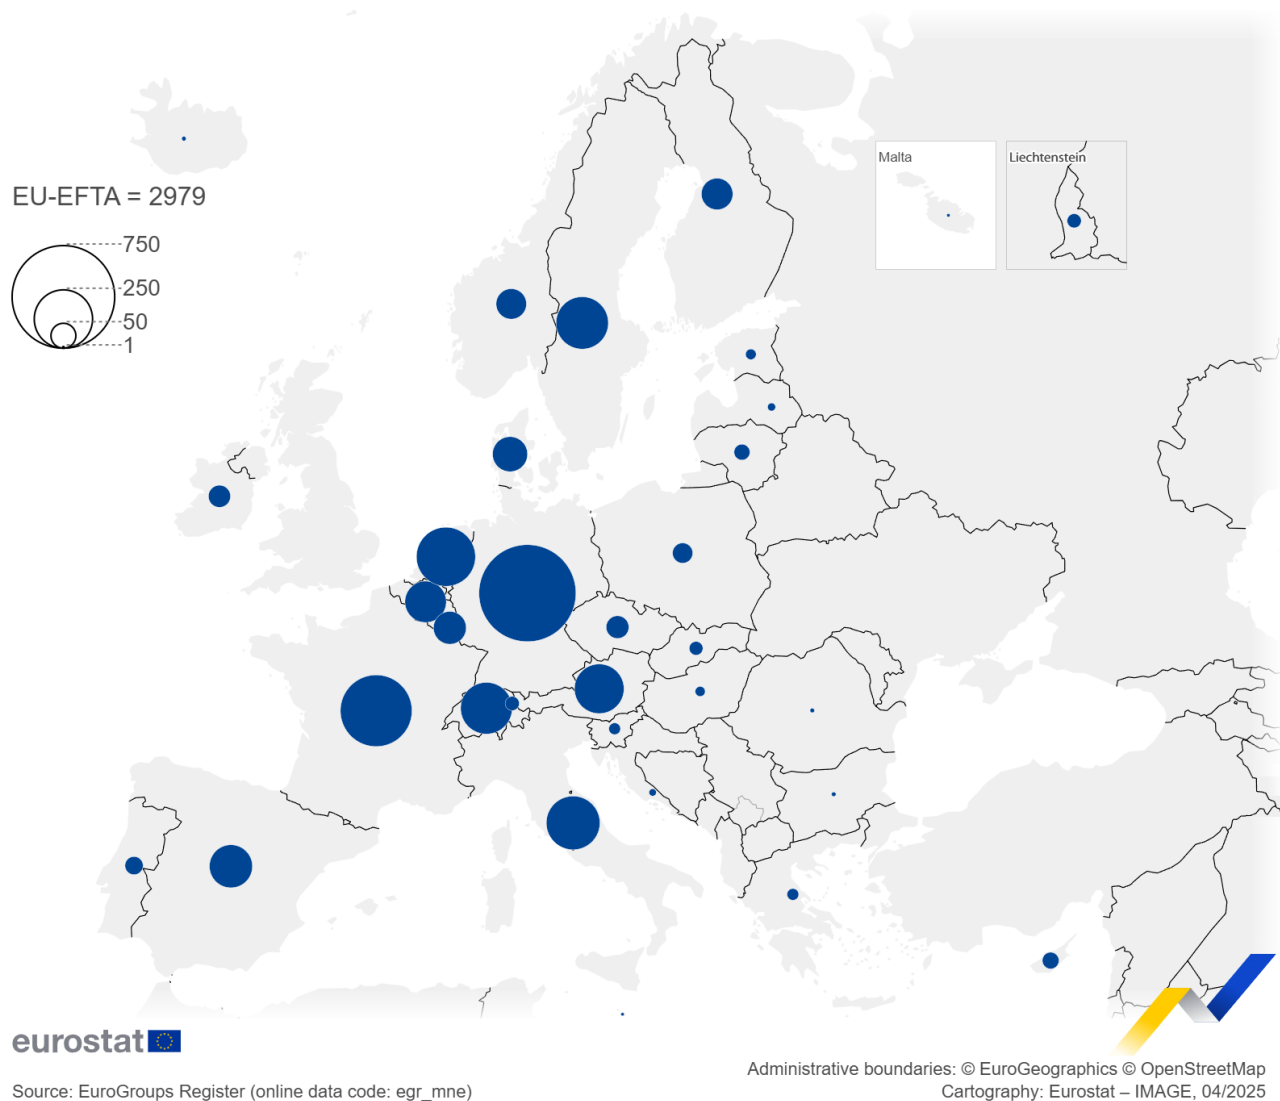 Malta
Liechtenstein
EU-EFTA = 2979
750
250
50
1
eurostat
Administrative boundaries: © EuroGeographics © OpenStreetMap
Source: EuroGroups Register (online data code: egr_mne)
Cartography: Eurostat – IMAGE, 04/2025